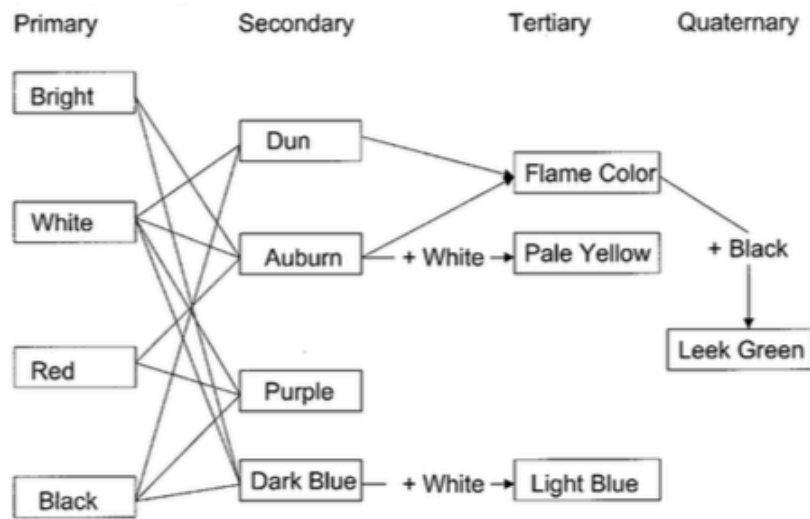 Primary Secondary Tertiary Quaternary
Bright
Dun
Flame Color
White
Auburn + White Pale Yellow + Black
Leek Green
Red
Purple
Dark Blue + White Light Blue
Black